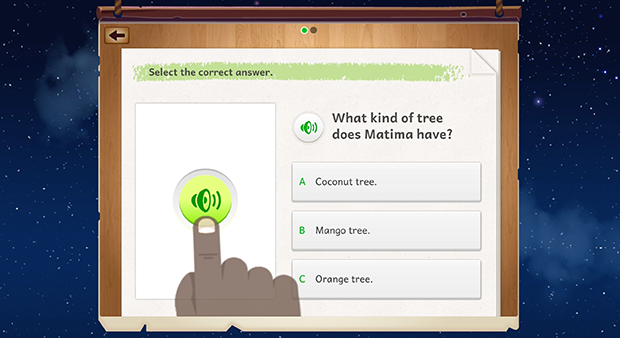 Select the correct answer.
What kind of tree
does Matima have?
A Coconut tree.
B Mango tree.
C Orange tree.